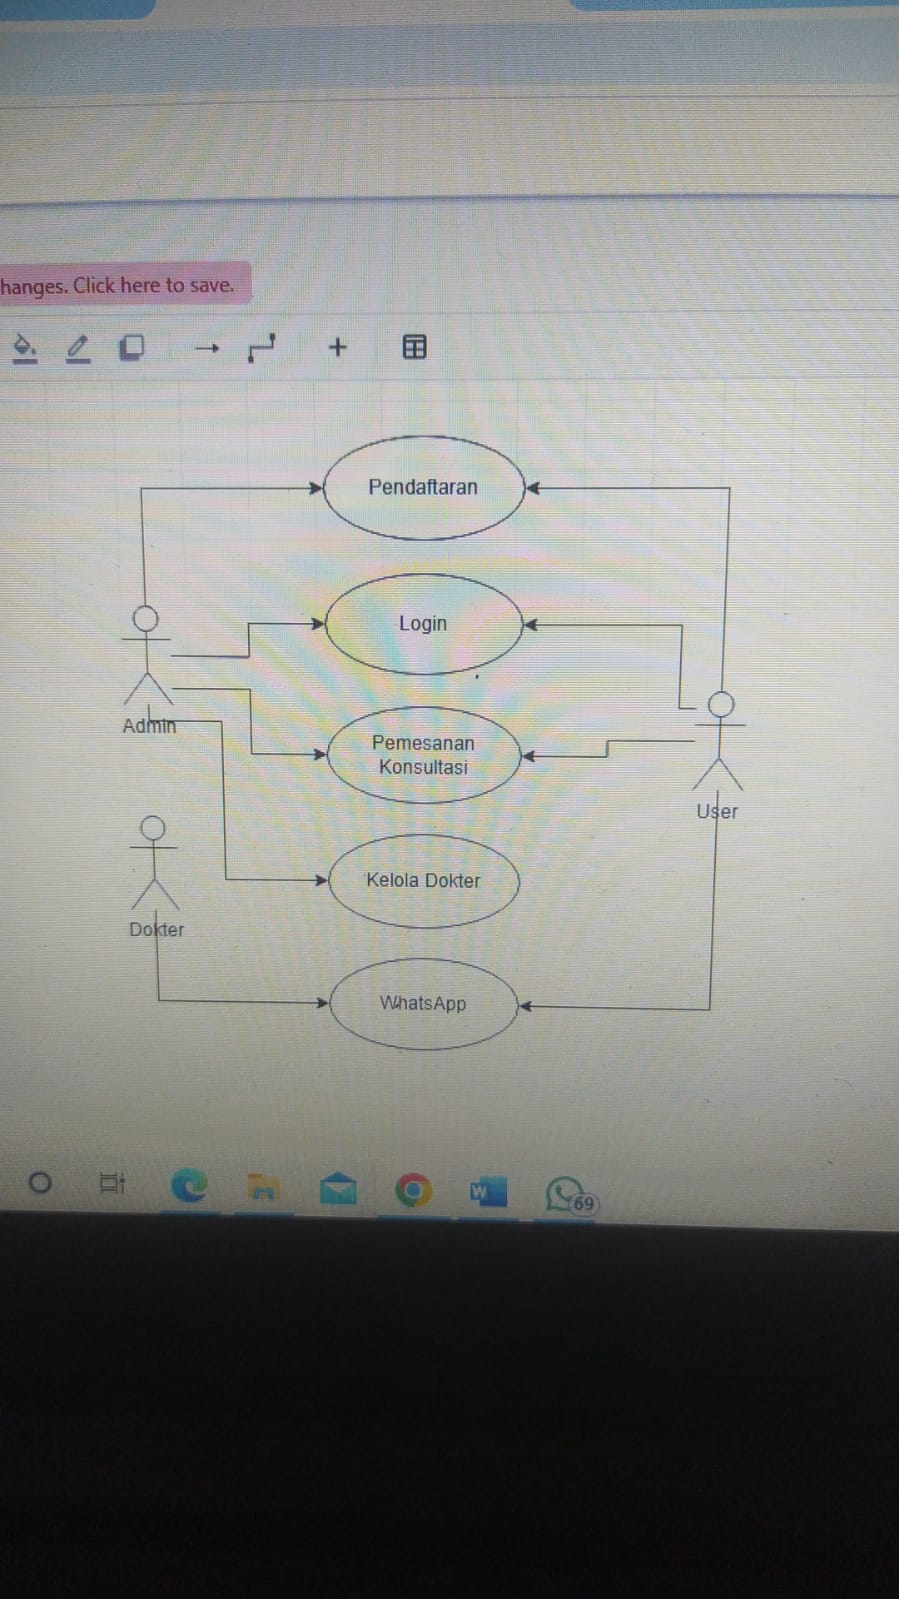 hanges. Click here to save.
Pendaftaran
Login
Admin
Pemesanan
Konsultasi
User
Kelola Dokter
Dokter
WhatsApp
W
69